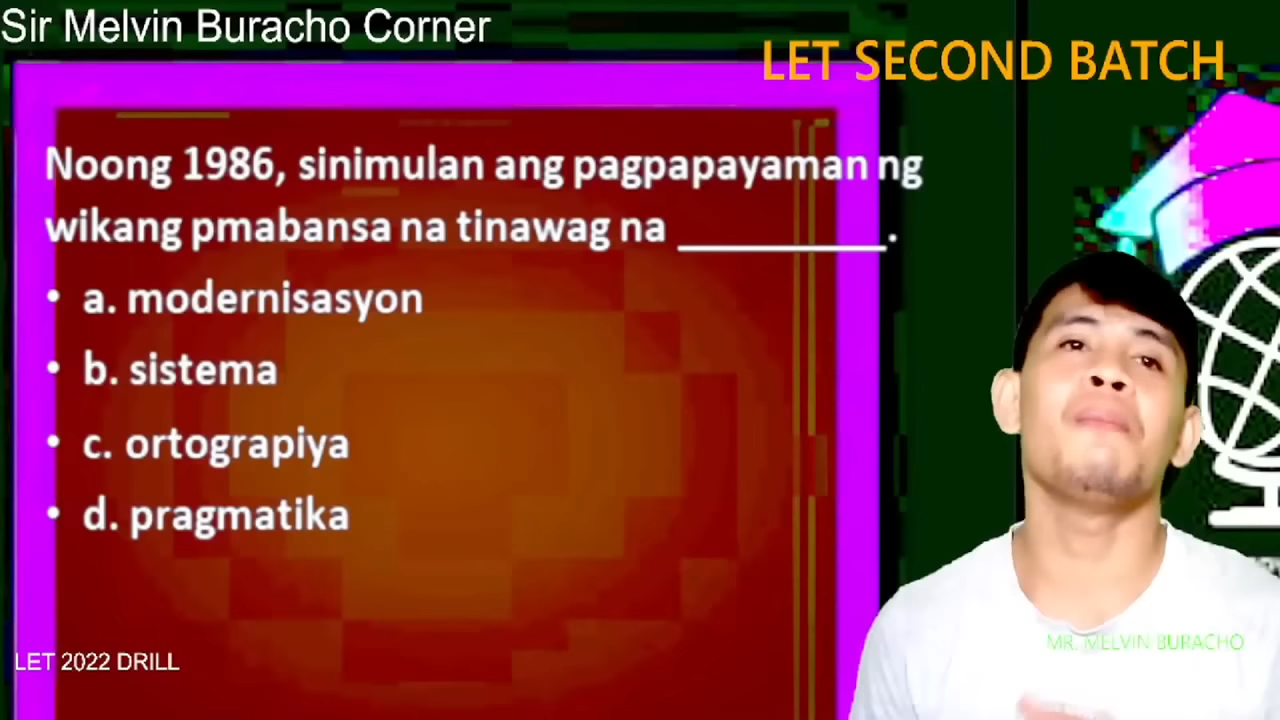 Sir Melvin Buracho Corner
LET SECOND BATCH
Noong 1986, sinimulan ang pagpapayaman ng
wikang pmabansa na tinawag na _________.
• a. modernisasyon
• b. sistema
• c. ortograpiya
• d. pragmatika
LET 2022 DRILL
MR. MELVIN BURACHO